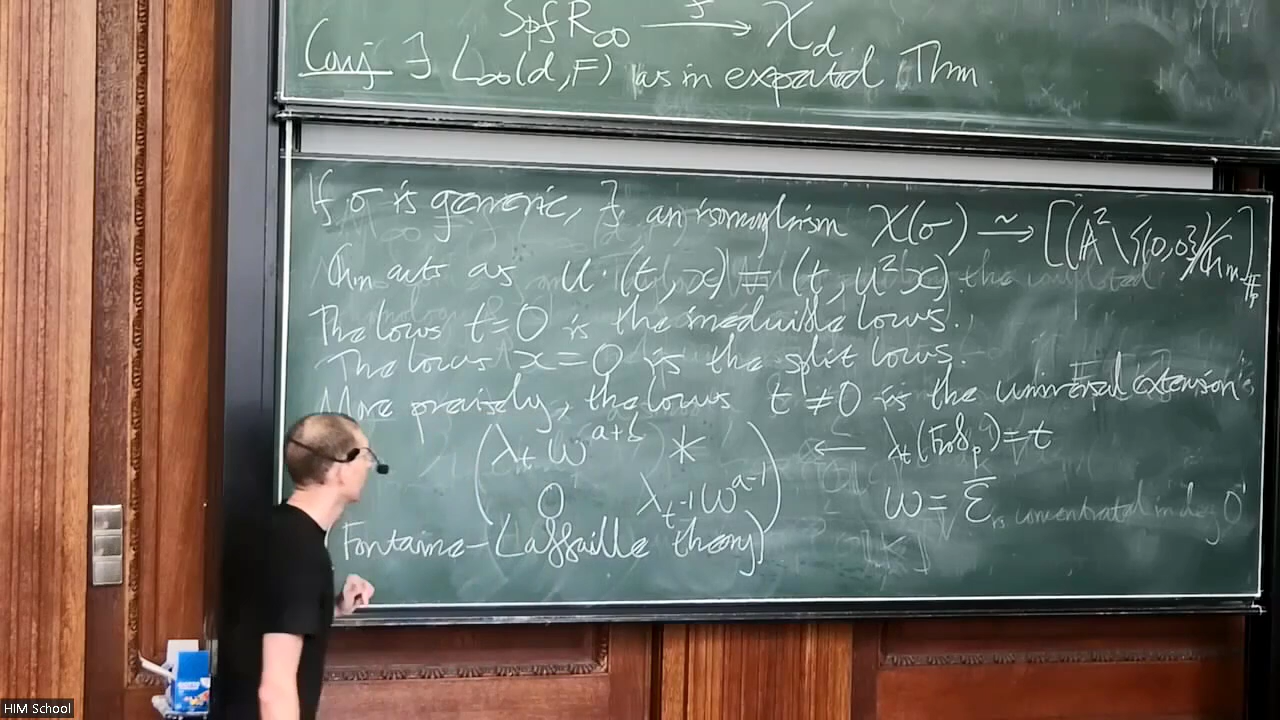 Spf R∞ ⟶ X_d
Conj ∃ L∞(d,F) as in expected Thm.
If σ is generic, ∃ an isomorphism X(σ) ⥲ [(A²\{(0,0)})/G_m]_F_p
G_m acts as u·(t,x) = (t, u²x)
The locus t=0 is the irreducible locus.
The locus x=0 is the split locus.
More precisely, the locus t≠0 is the universal extension
(λ_t ω^{a+b} * ← λ_t(Frob_p)=t
0 λ_{t^-1} ω^{a-1}) ω = ε̄
is concentrated in deg 0
(Fontaine-Laffaille theory)
HIM School